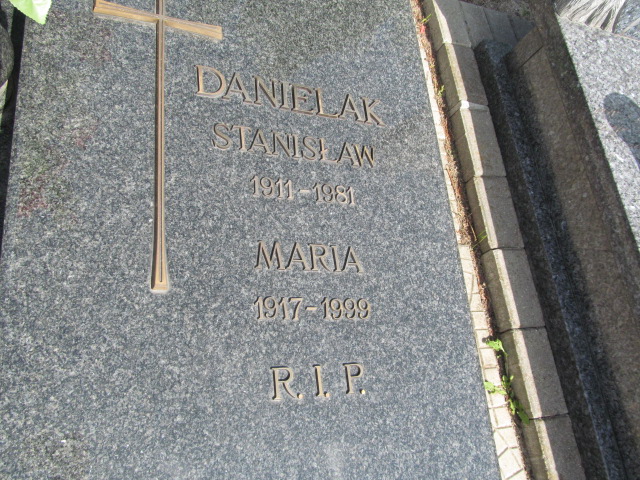 DANIELAK
STANISŁAW
1911-1981
MARIA
1917-1999
R.I.P.